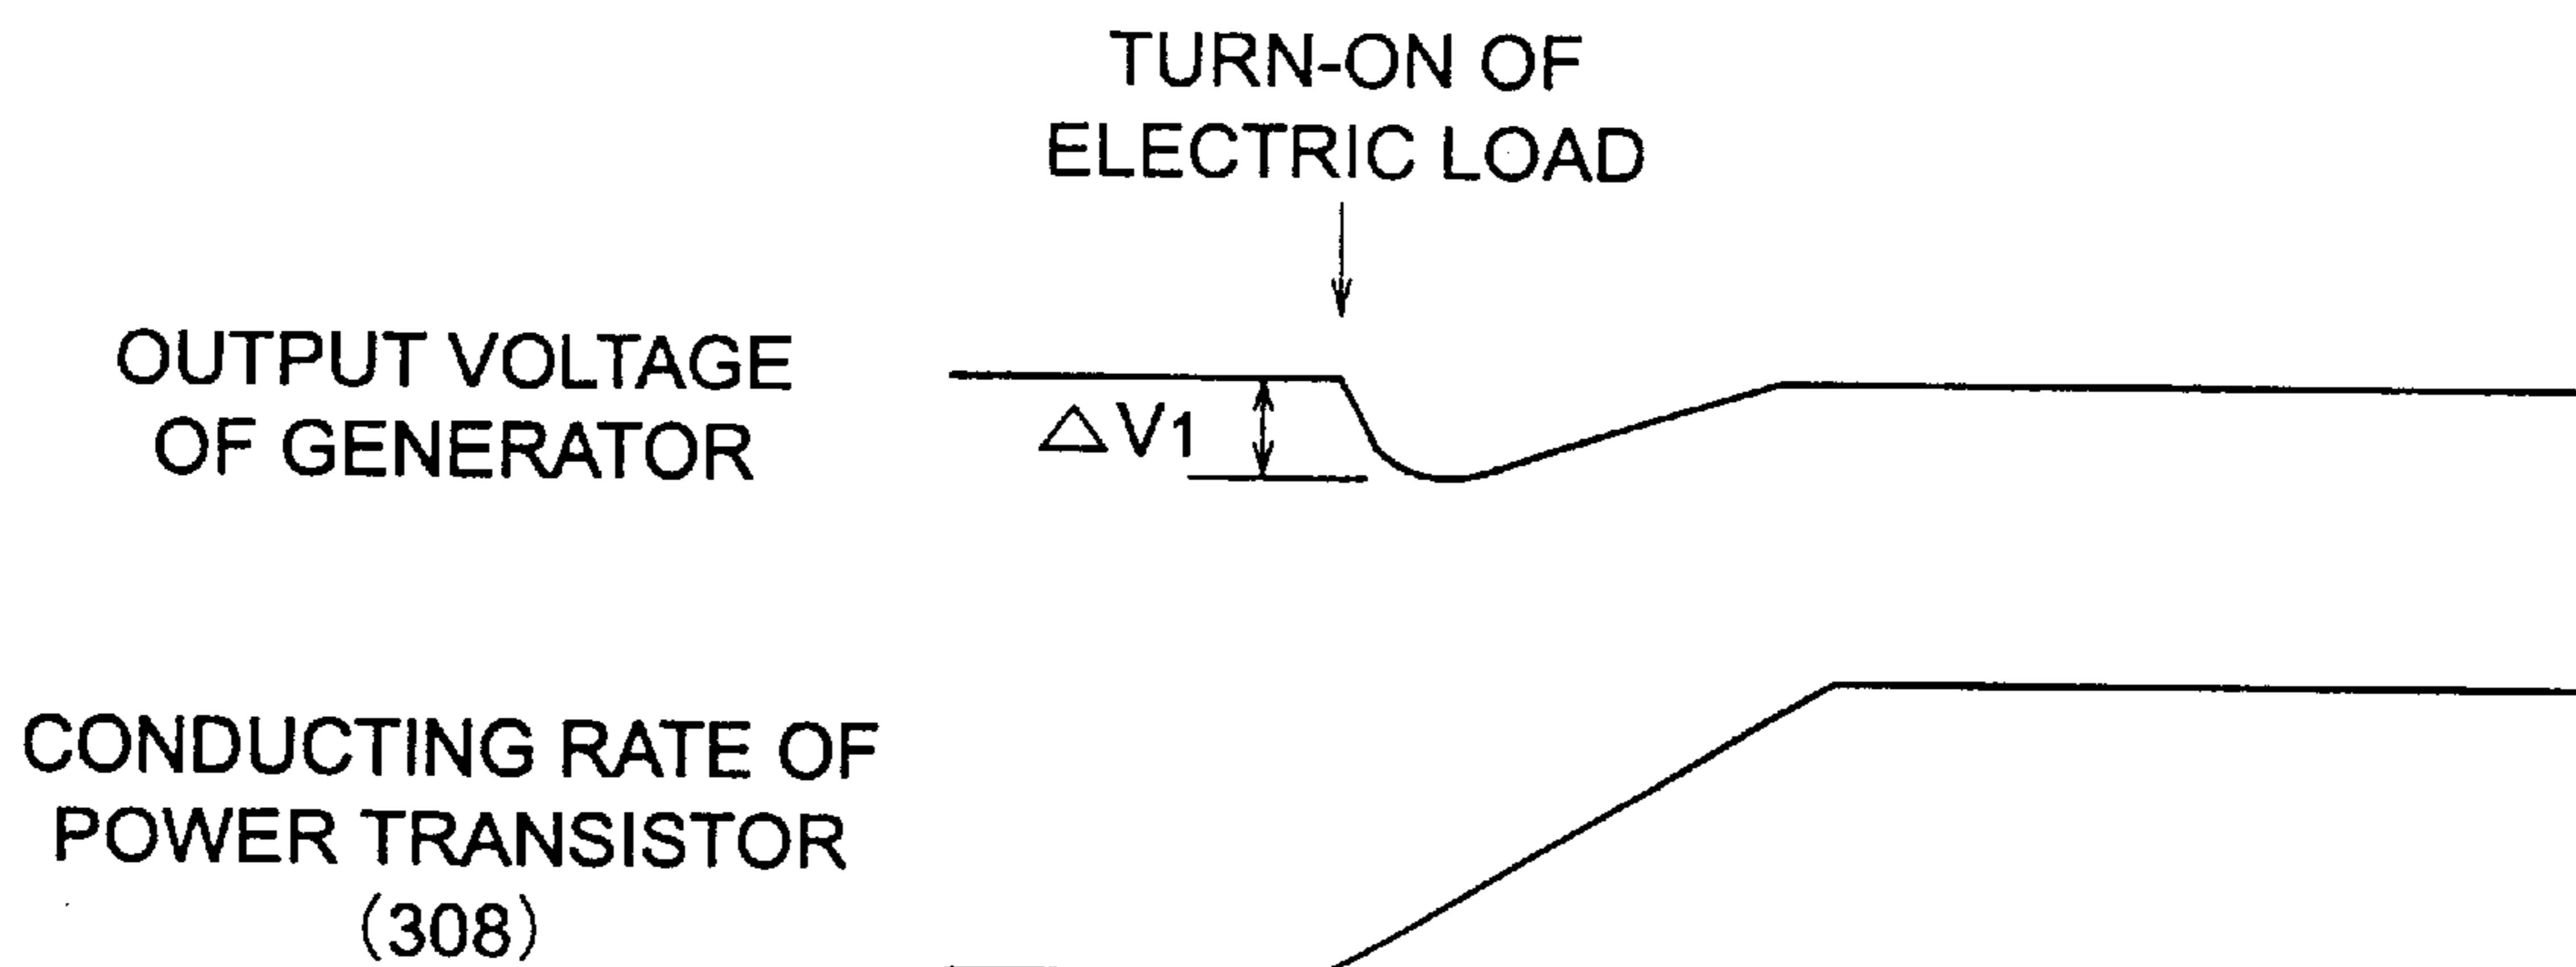 TURN-ON OF
ELECTRIC LOAD
OUTPUT VOLTAGE
OF GENERATOR
△V1
CONDUCTING RATE OF
POWER TRANSISTOR
(308)